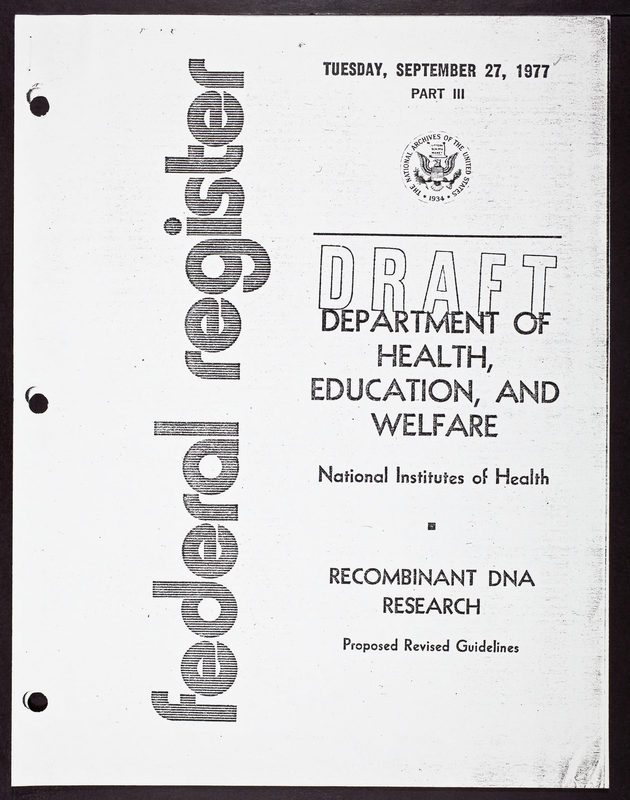 federal register
TUESDAY, SEPTEMBER 27, 1977
PART III
THE NATIONAL ARCHIVES OF THE UNITED STATES
1934
DRAFT
DEPARTMENT OF
HEALTH,
EDUCATION, AND
WELFARE
National Institutes of Health
RECOMBINANT DNA
RESEARCH
Proposed Revised Guidelines